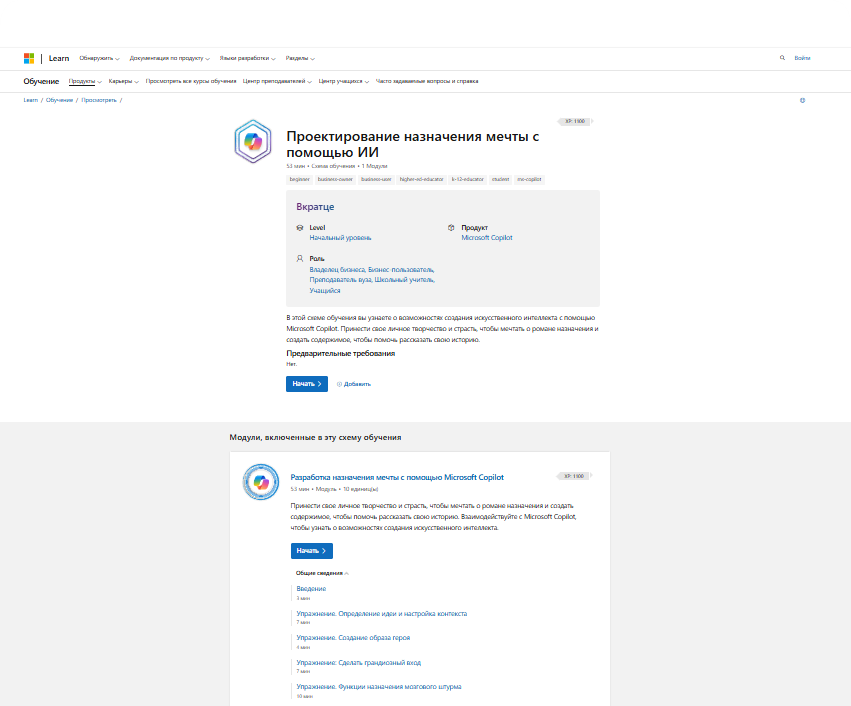 Learn Обнаружить Документация по продукту Языки разработки Разделы Войти
Обучение Продукты Карьеры Просмотреть все курсы обучения Центр преподавателей Центр учащихся Часто задаваемые вопросы и справка
Learn / Обучение / Просмотреть /
XP: 1100
Проектирование назначения мечты с
помощью ИИ
53 мин • Схема обучения • 1 Модули
beginner business-owner business-user higher-ed-educator k-12-educator student ms-copilot
Вкратце
Level
Начальный уровень
Продукт
Microsoft Copilot
Роль
Владелец бизнеса, Бизнес-пользователь,
Преподаватель вуза, Школьный учитель,
Учащийся
В этой схеме обучения вы узнаете о возможностях создания искусственного интеллекта с помощью
Microsoft Copilot. Принести свое личное творчество и страсть, чтобы мечтать о романе назначения и
создать содержимое, чтобы помочь рассказать свою историю.
Предварительные требования
Нет.
Начать
Добавить
Модули, включенные в эту схему обучения
XP: 1100
Разработка назначения мечты с помощью Microsoft Copilot
53 мин • Модуль • 10 единиц(ы)
Принести свое личное творчество и страсть, чтобы мечтать о романе назначения и создать
содержимое, чтобы помочь рассказать свою историю. Взаимодействуйте с Microsoft Copilot,
чтобы узнать о возможностях создания искусственного интеллекта.
Начать
Общие сведения
Введение
3 мин
Упражнение. Определение идеи и настройка контекста
7 мин
Упражнение. Создание образа героя
4 мин
Упражнение: Сделать грандиозный вход
7 мин
Упражнение. Функции назначения мозгового штурма
10 мин